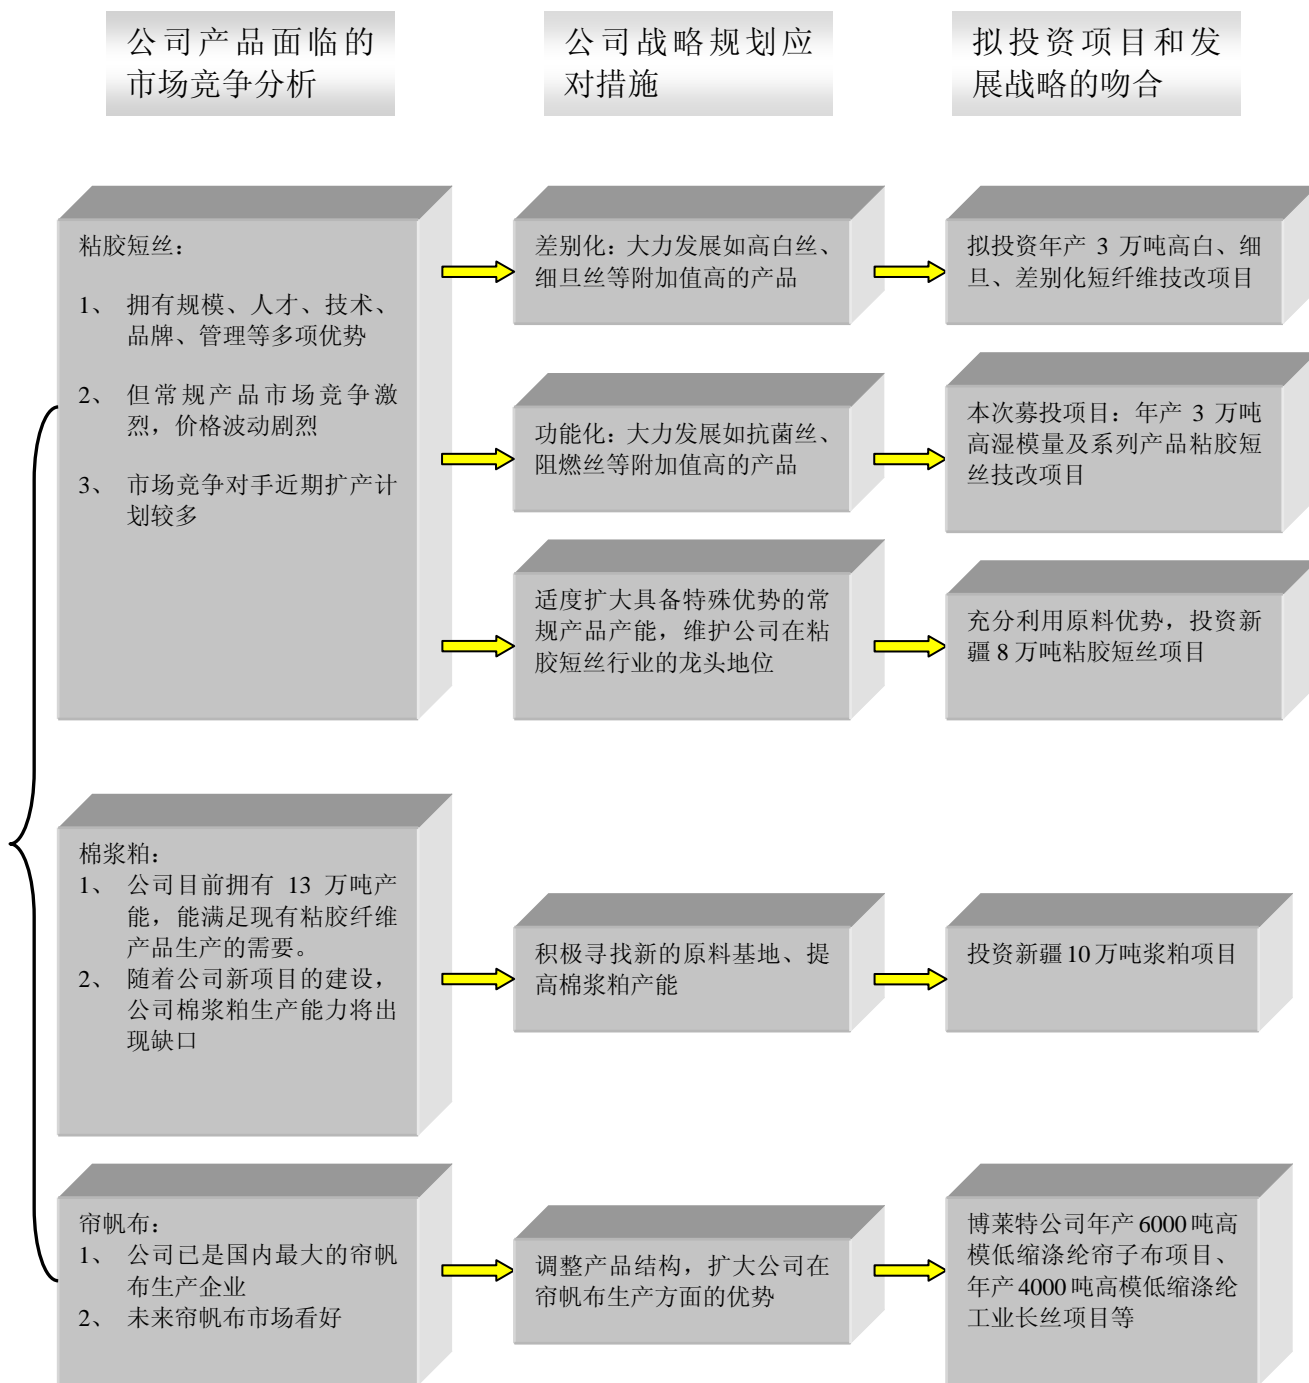 公司产品面临的
市场竞争分析
公司战略规划应
对措施
拟投资项目和发
展战略的吻合
粘胶短丝：
1、 拥有规模、人才、技术、
品牌、管理等多项优势
2、 但常规产品市场竞争激
烈，价格波动剧烈
3、 市场竞争对手近期扩产计
划较多
差别化：大力发展如高白丝、
细旦丝等附加值高的产品
拟投资年产 3 万吨高白、细
旦、差别化短纤维技改项目
功能化：大力发展如抗菌丝、
阻燃丝等附加值高的产品
本次募投项目：年产 3 万吨
高湿模量及系列产品粘胶短
丝技改项目
适度扩大具备特殊优势的常
规产品产能，维护公司在粘
胶短丝行业的龙头地位
充分利用原料优势，投资新
疆 8 万吨粘胶短丝项目
棉浆粕：
1、 公司目前拥有 13 万吨产
能，能满足现有粘胶纤维
产品生产的需要。
2、 随着公司新项目的建设，
公司棉浆粕生产能力将出
现缺口
积极寻找新的原料基地、提
高棉浆粕产能
投资新疆 10 万吨浆粕项目
帘帆布：
1、 公司已是国内最大的帘帆
布生产企业
2、 未来帘帆布市场看好
调整产品结构，扩大公司在
帘帆布生产方面的优势
博莱特公司年产 6000 吨高
模低缩涤纶帘子布项目、
年产 4000 吨高模低缩涤纶
工业长丝项目等